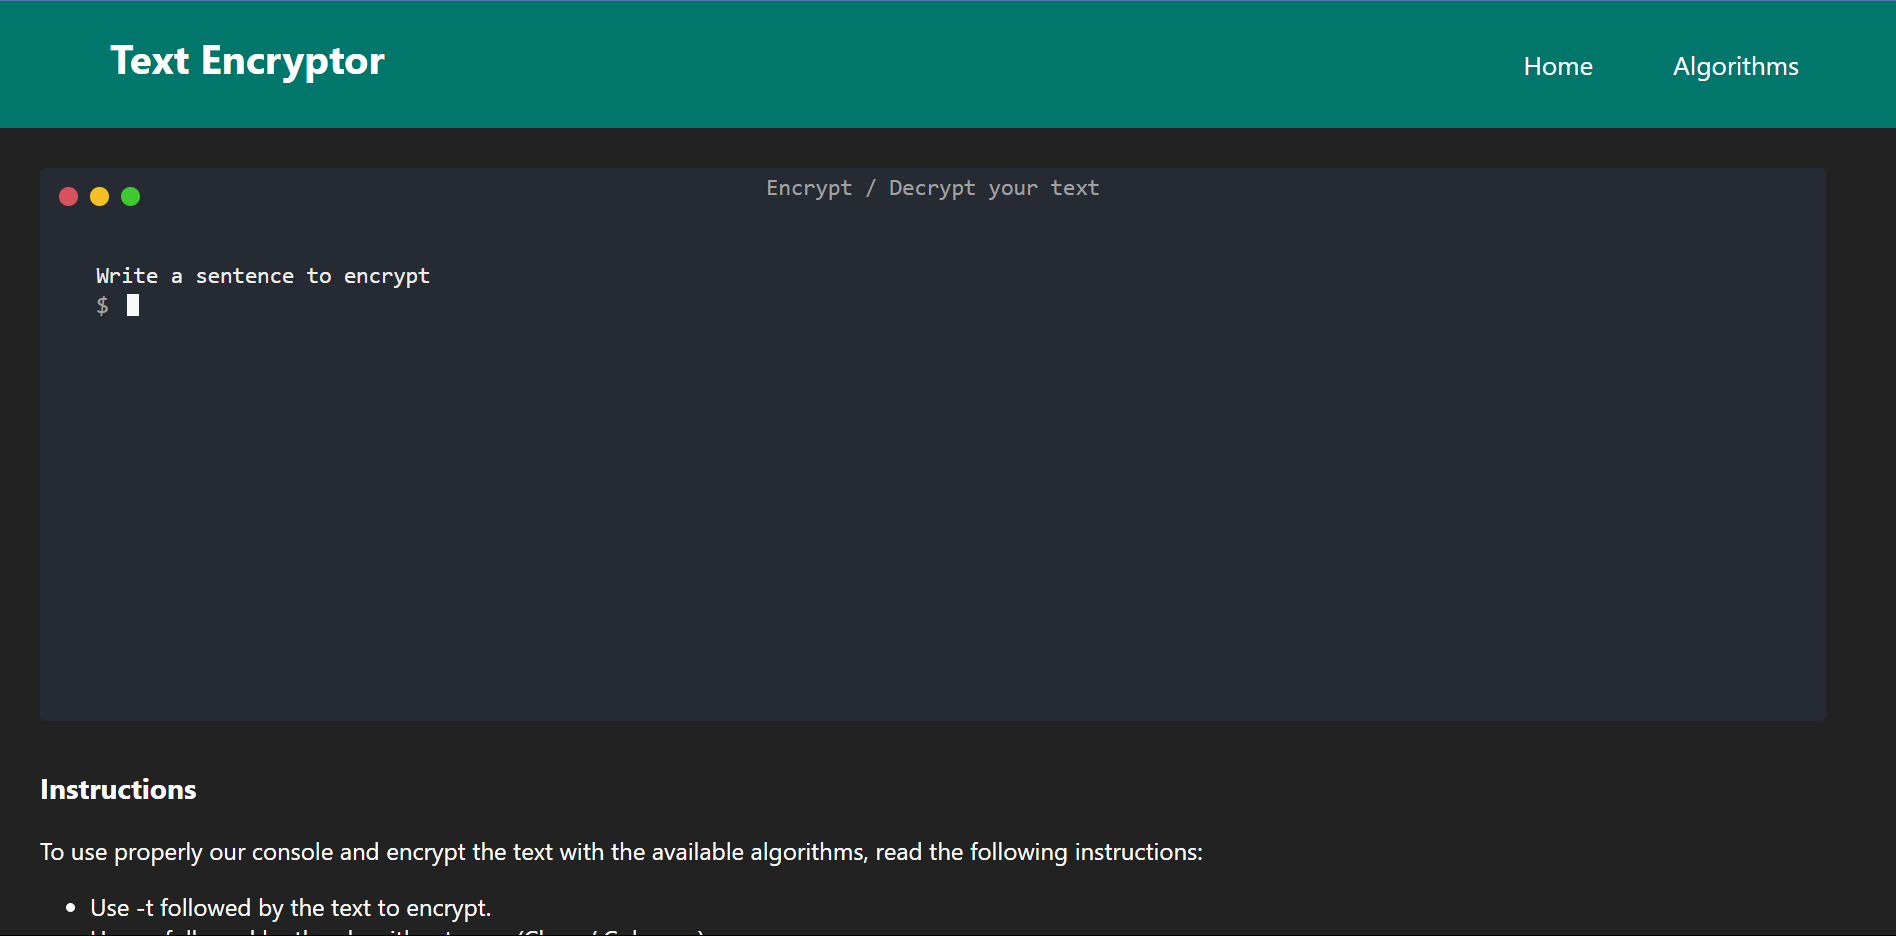 Text Encryptor
Home
Algorithms
Encrypt / Decrypt your text
Write a sentence to encrypt
$
Instructions
To use properly our console and encrypt the text with the available algorithms, read the following instructions:
• Use -t followed by the text to encrypt.